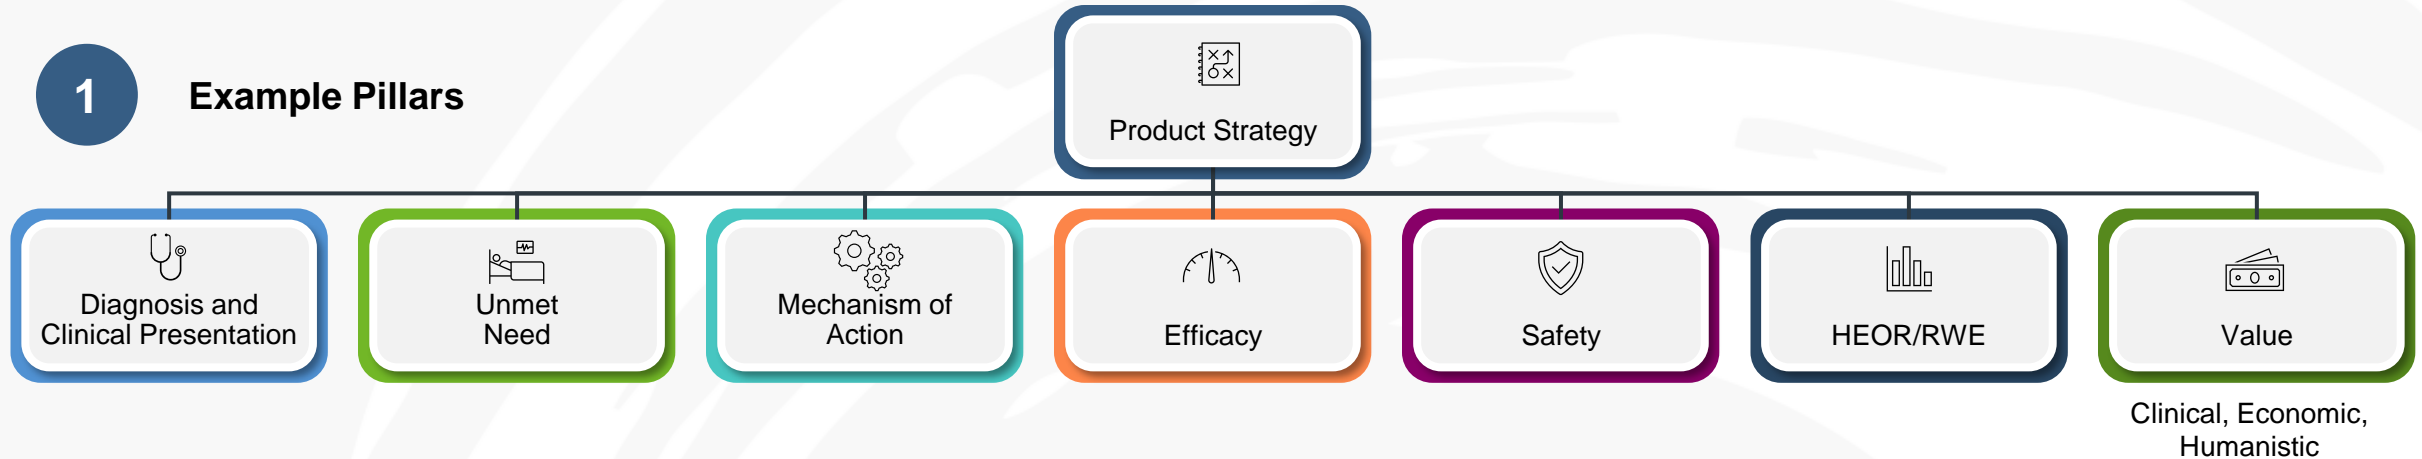 1
Example Pillars
Product Strategy
Diagnosis and
Clinical Presentation
Unmet
Need
Mechanism of
Action
Efficacy
Safety
HEOR/RWE
Value
Clinical, Economic,
Humanistic